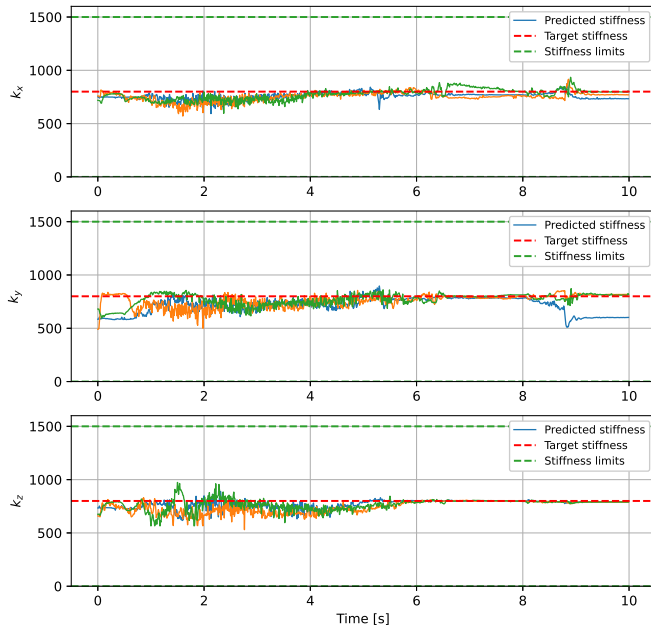 1500
1000
500
0
k_x
Predicted stiffness
Target stiffness
Stiffness limits
0 2 4 6 8 10
1500
1000
500
0
k_y
Predicted stiffness
Target stiffness
Stiffness limits
0 2 4 6 8 10
1500
1000
500
0
k_z
Predicted stiffness
Target stiffness
Stiffness limits
0 2 4 6 8 10
Time [s]